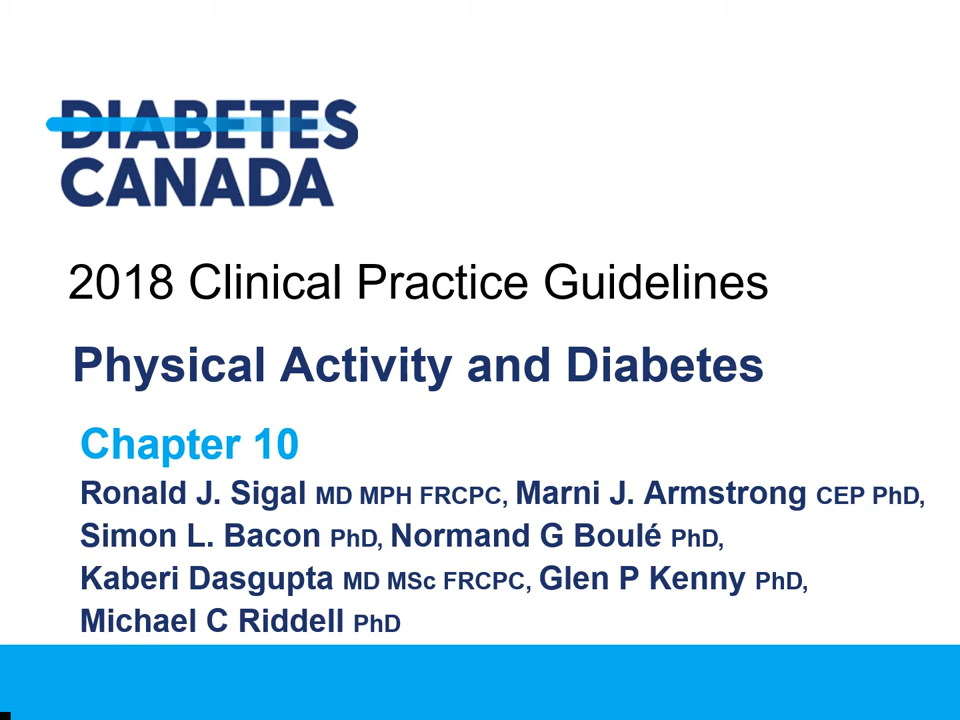 DIABETES
CANADA
2018 Clinical Practice Guidelines
Physical Activity and Diabetes
Chapter 10
Ronald J. Sigal MD MPH FRCPC, Marni J. Armstrong CEP PhD,
Simon L. Bacon PhD, Normand G Boulé PhD,
Kaberi Dasgupta MD MSc FRCPC, Glen P Kenny PhD,
Michael C Riddell PhD